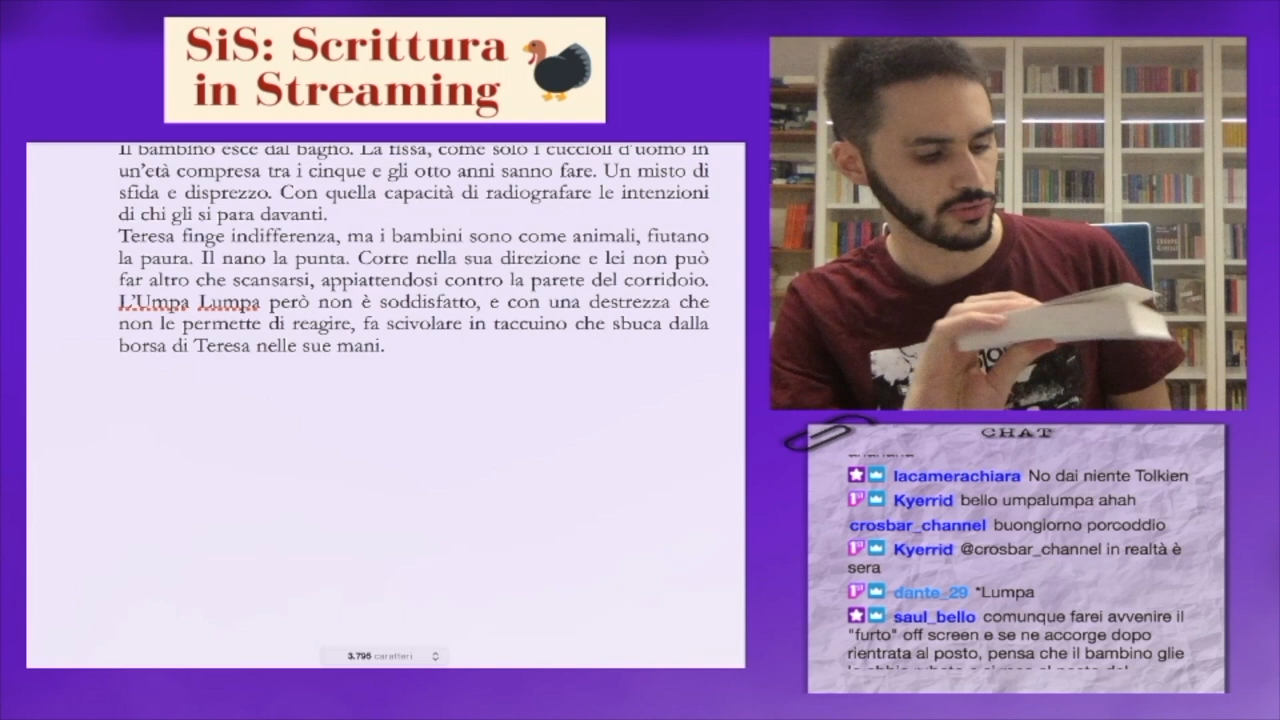 SiS: Scrittura
in Streaming
Il bambino esce dal bagno. La fissa, come solo i cuccioli d'uomo in
un'età compresa tra i cinque e gli otto anni sanno fare. Un misto di
sfida e disprezzo. Con quella capacità di radiografare le intenzioni
di chi gli si para davanti.
Teresa finge indifferenza, ma i bambini sono come animali, fiutano
la paura. Il nano la punta. Corre nella sua direzione e lei non può
far altro che scansarsi, appiattendosi contro la parete del corridoio.
L'Umpa Lumpa però non è soddisfatto, e con una destrezza che
non le permette di reagire, fa scivolare in taccuino che sbuca dalla
borsa di Teresa nelle sue mani.
3.796 caratteri
CHAT
lacamerachiara No dai niente Tolkien
Kyerrid bello umpalumpa ahah
crosbar_channel buongiorno porcoddio
Kyerrid @crosbar_channel in realtà è
sera
dante_29 *Lumpa
saul_bello comunque farei avvenire il
"furto" off screen e se ne accorge dopo
rientrata al posto, pensa che il bambino glie